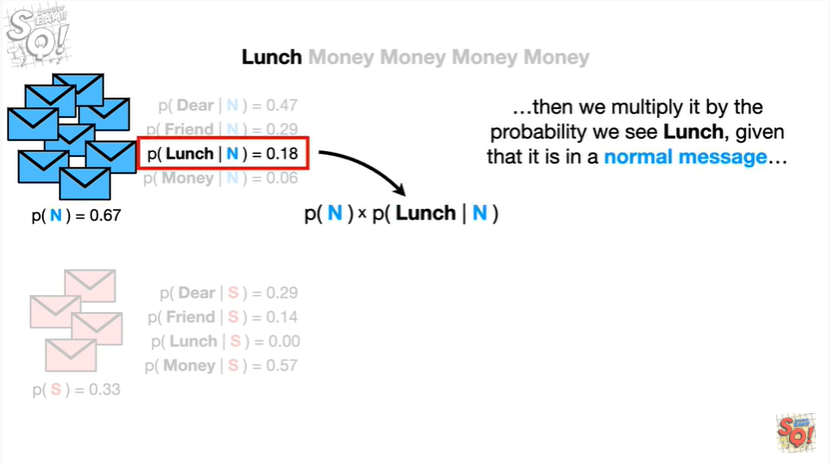 Lunch Money Money Money Money
p( Dear | N ) = 0.47
p( Friend | N ) = 0.29
p( Lunch | N ) = 0.18
p( Money | N ) = 0.06
p( N ) = 0.67
…then we multiply it by the
probability we see Lunch, given
that it is in a normal message…
p( N ) x p( Lunch | N )
p( Dear | S ) = 0.29
p( Friend | S ) = 0.14
p( Lunch | S ) = 0.00
p( Money | S ) = 0.57
p( S ) = 0.33